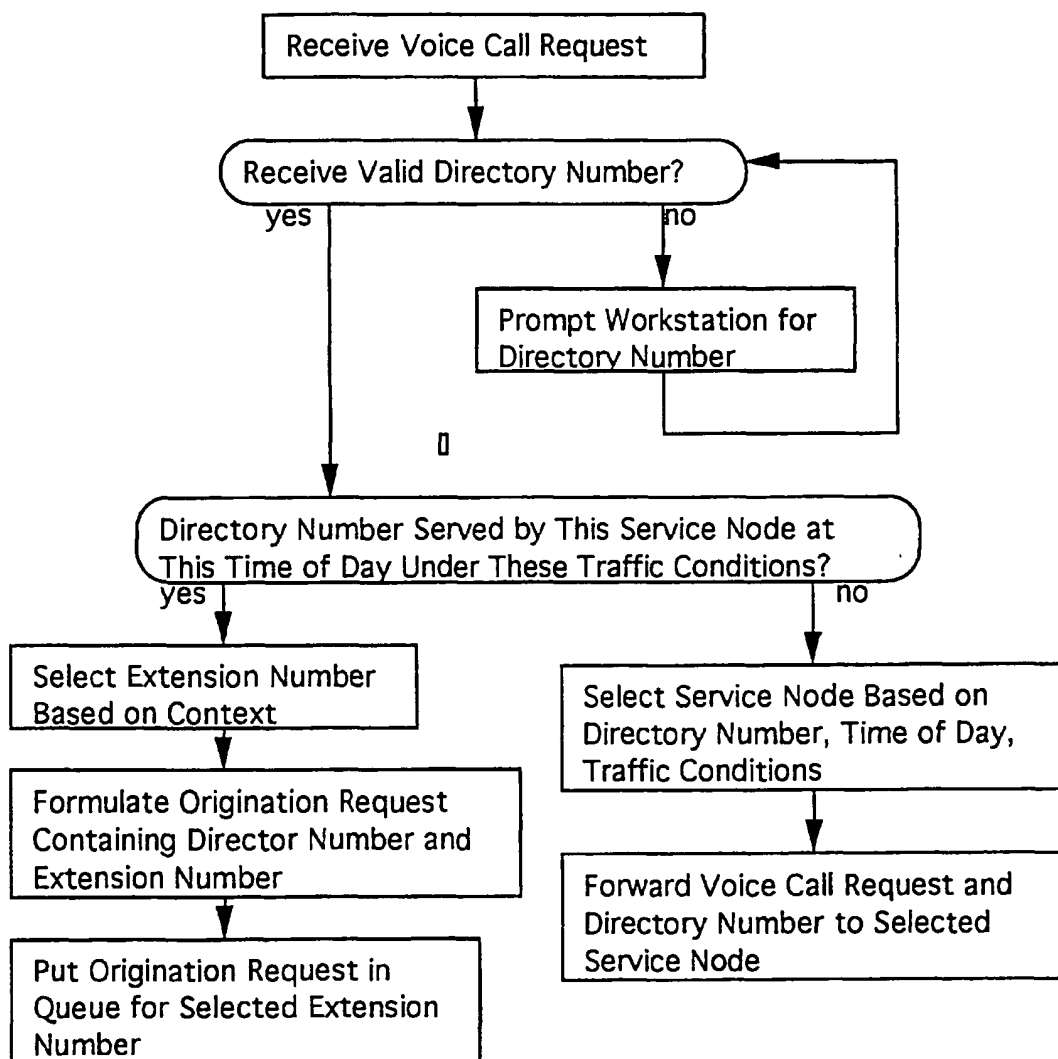 Receive Voice Call Request
Receive Valid Directory Number?
yes
no
Prompt Workstation for
Directory Number
Directory Number Served by This Service Node at
This Time of Day Under These Traffic Conditions?
yes
no
Select Extension Number
Based on Context
Select Service Node Based on
Directory Number, Time of Day,
Traffic Conditions
Formulate Origination Request
Containing Director Number and
Extension Number
Forward Voice Call Request and
Directory Number to Selected
Service Node
Put Origination Request in
Queue for Selected Extension
Number